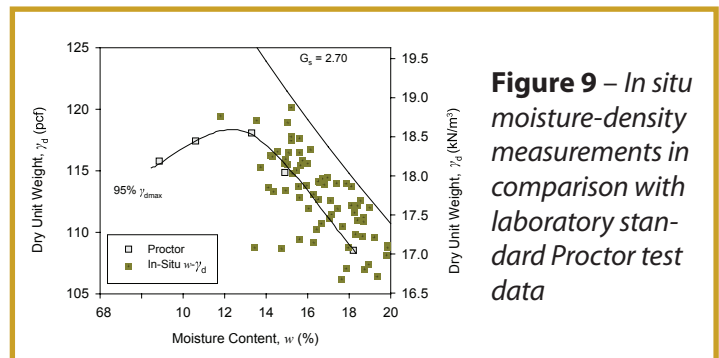 125
120
115
110
105
Dry Unit Weight, γd (pcf)
Gs = 2.70
95% γdmax
Proctor
In-Situ w-γd
68
10
12
14
16
18
20
Moisture Content, w (%)
19.5
19.0
18.5
18.0
17.5
17.0
16.5
Dry Unit Weight, γd (kN/m³)
Figure 9 – In situ
moisture-density
measurements in
comparison with
laboratory stan-
dard Proctor test
data